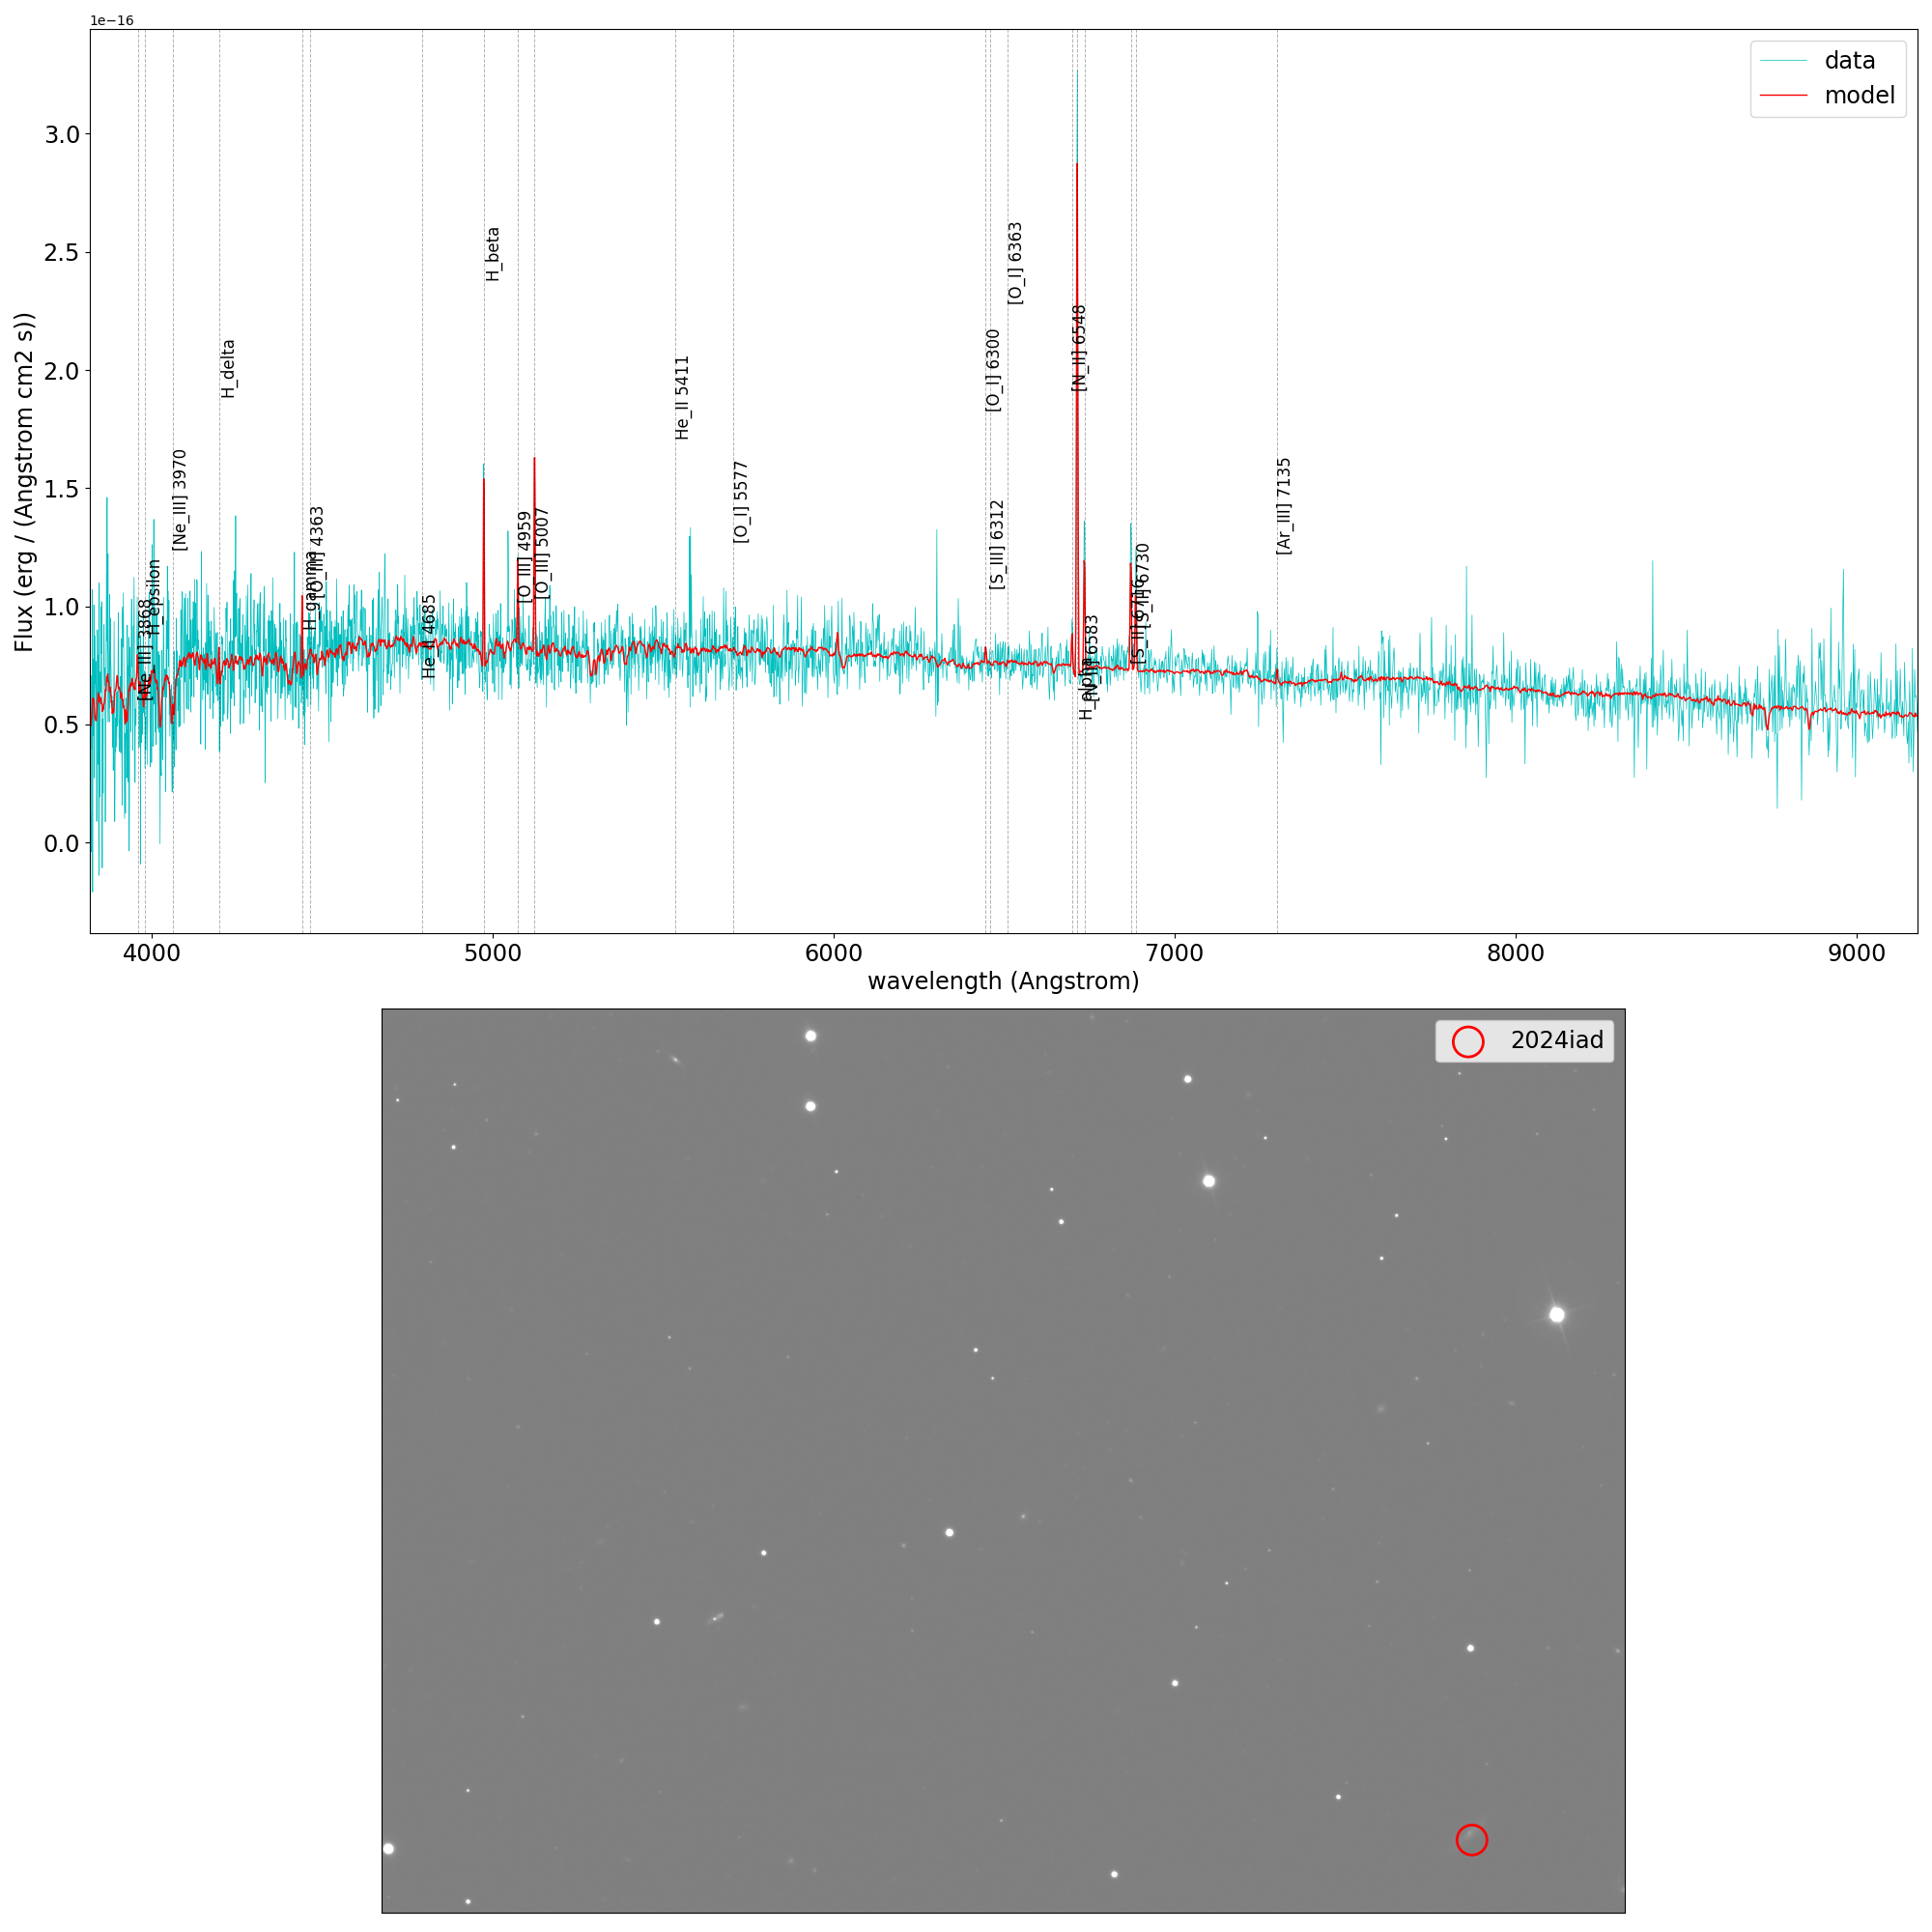 1e−16
data
model
3.0
2.5
2.0
1.5
1.0
0.5
0.0
Flux (erg / (Angstrom cm2 s))
[Ne_III] 3868
H_epsilon
[Ne_III] 3970
H_delta
H_gamma
[O_III] 4363
He_II 4685
H_beta
[O_III] 4959
[O_III] 5007
He_II 5411
[O_I] 5577
[O_I] 6300
[S_III] 6312
[O_I] 6363
[N_II] 6548
H_alpha
[N_II] 6583
[S_II] 6716
[S_II] 6730
[Ar_III] 7135
4000 5000 6000 7000 8000 9000
wavelength (Angstrom)
2024iad